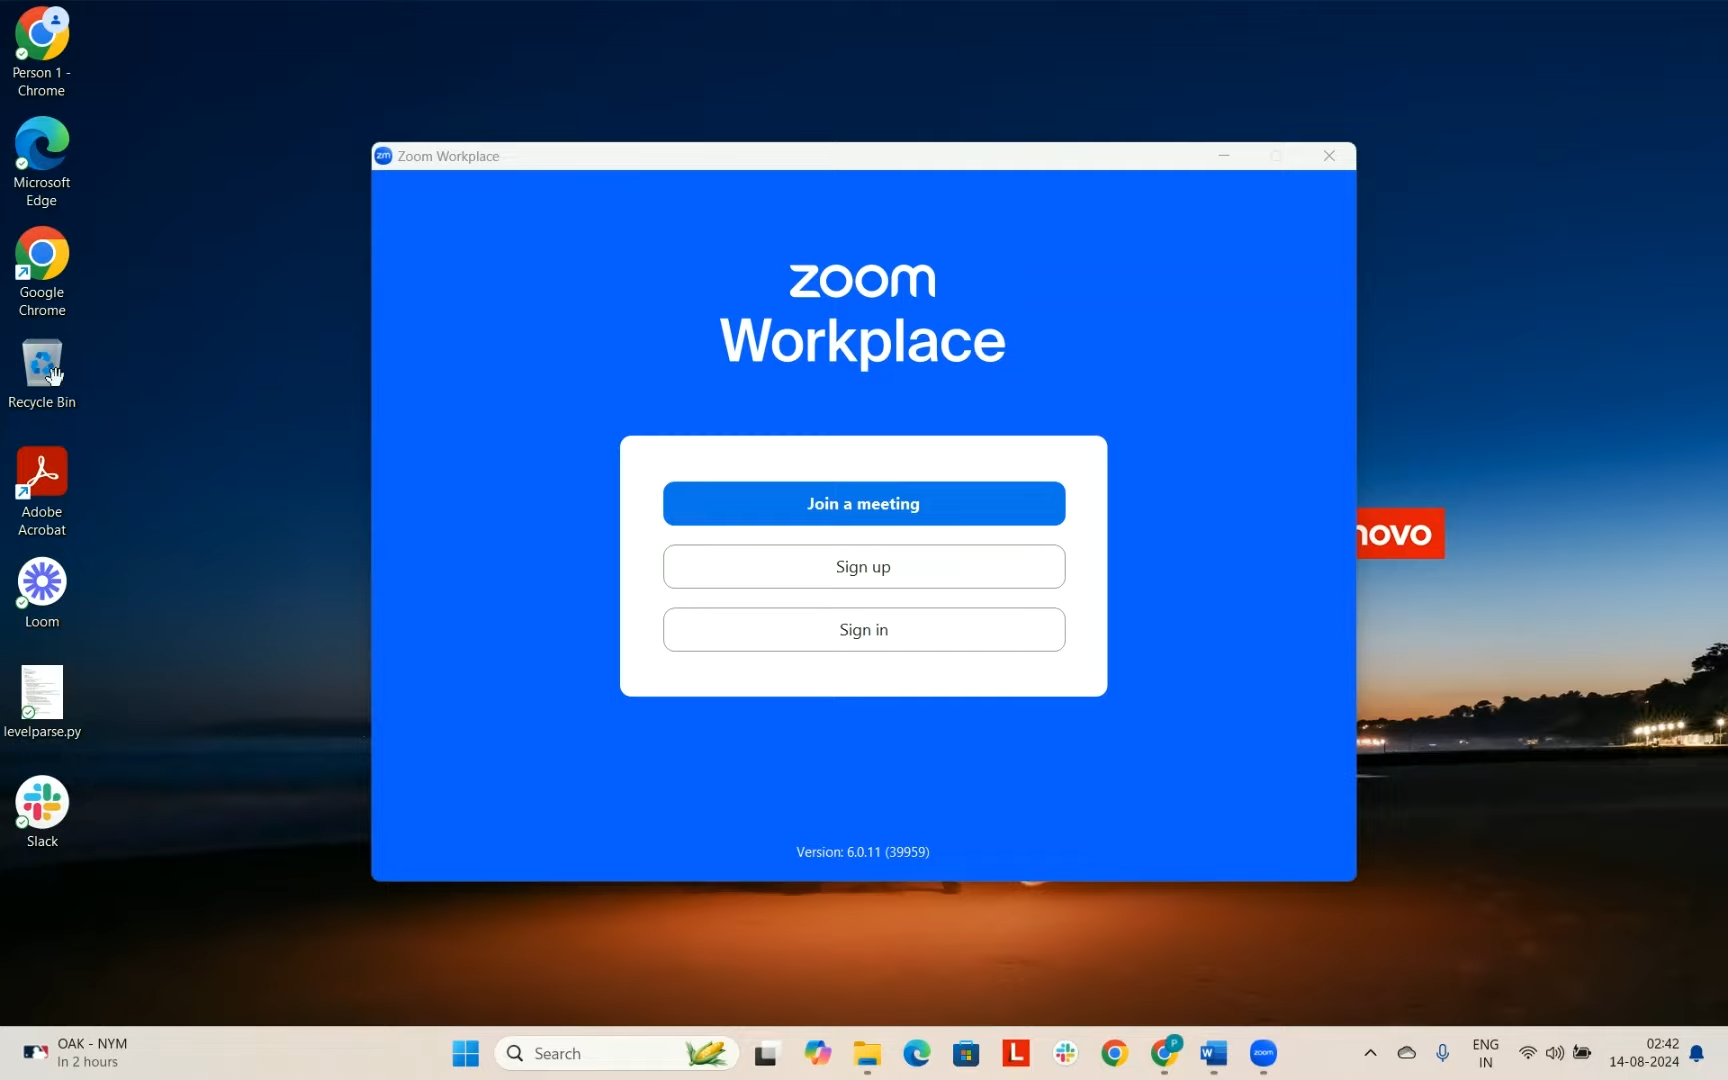 Person 1 -
Chrome
Microsoft
Edge
Google
Chrome
Recycle Bin
Adobe
Acrobat
Loom
levelparse.py
Slack
zm Zoom Workplace
zoom
Workplace
Join a meeting
Sign up
Sign in
Version: 6.0.11 (39959)
novo
OAK - NYM
In 2 hours
Search
L
P
W
zoom
ENG
IN
02:42
14-08-2024